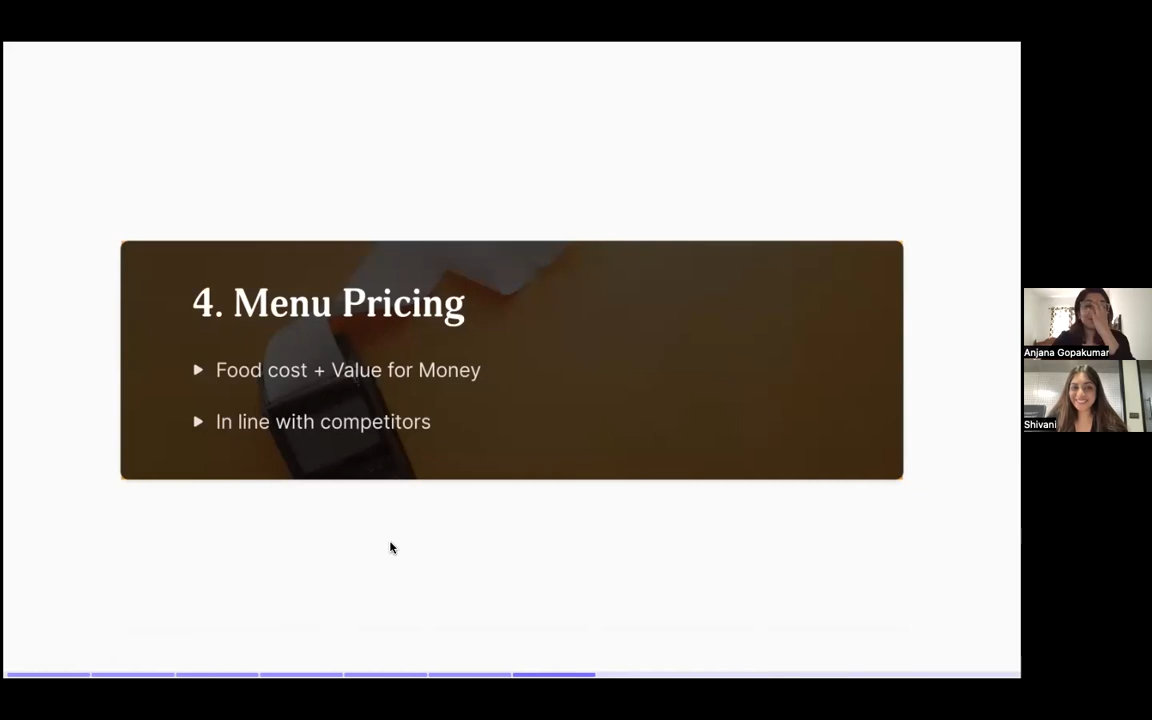 4. Menu Pricing
Food cost + Value for Money
In line with competitors
Anjana Gopakumar
Shivani